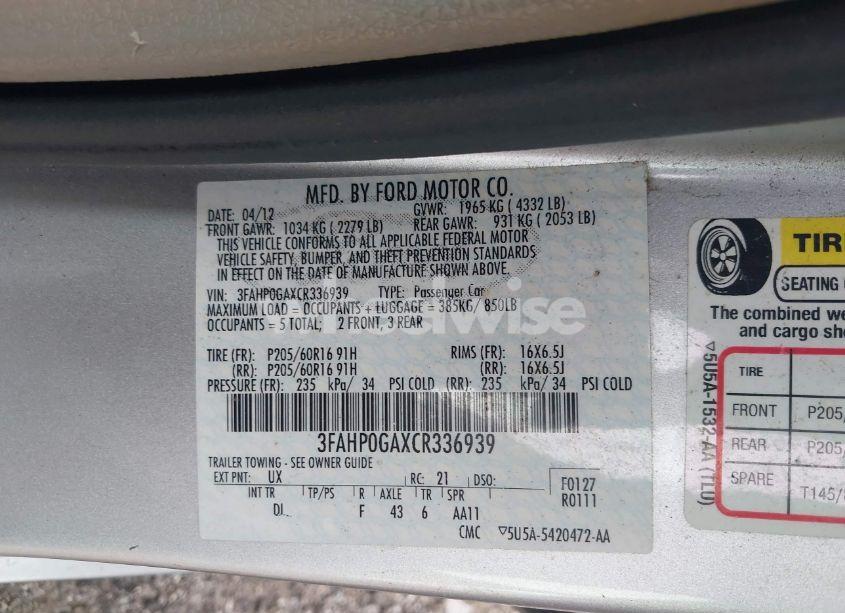 MFD. BY FORD MOTOR CO.
DATE: 04/12 GVWR: 1965 KG ( 4332 LB)
FRONT GAWR: 1034 KG ( 2279 LB) REAR GAWR: 931 KG ( 2053 LB)
THIS VEHICLE CONFORMS TO ALL APPLICABLE FEDERAL MOTOR
VEHICLE SAFETY, BUMPER, AND THEFT PREVENTION STANDARDS
IN EFFECT ON THE DATE OF MANUFACTURE SHOWN ABOVE.
VIN: 3FAHP0GAXCR336939 TYPE: Passenger Car
MAXIMUM LOAD = OCCUPANTS + LUGGAGE = 385KG/ 850LB
OCCUPANTS = 5 TOTAL; 2 FRONT, 3 REAR
TIRE (FR): P205/60R16 91H RIMS (FR): 16X6.5J
(RR): P205/60R16 91H (RR): 16X6.5J
PRESSURE (FR): 235 kPa/ 34 PSI COLD (RR): 235 kPa/ 34 PSI COLD
3FAHP0GAXCR336939
TRAILER TOWING - SEE OWNER GUIDE
EXT PNT: UX RC: 21 DSO: F0127
R0111
INT TR TP/PS R AXLE TR SPR
DJ F 43 6 AA11
CMC ▽5U5A-5420472-AA
TIR
SEATING
The combined we
and cargo sho
▽5U5A-1532-AA (TLU)
TIRE
FRONT P205/
REAR P205/
SPARE T145/8